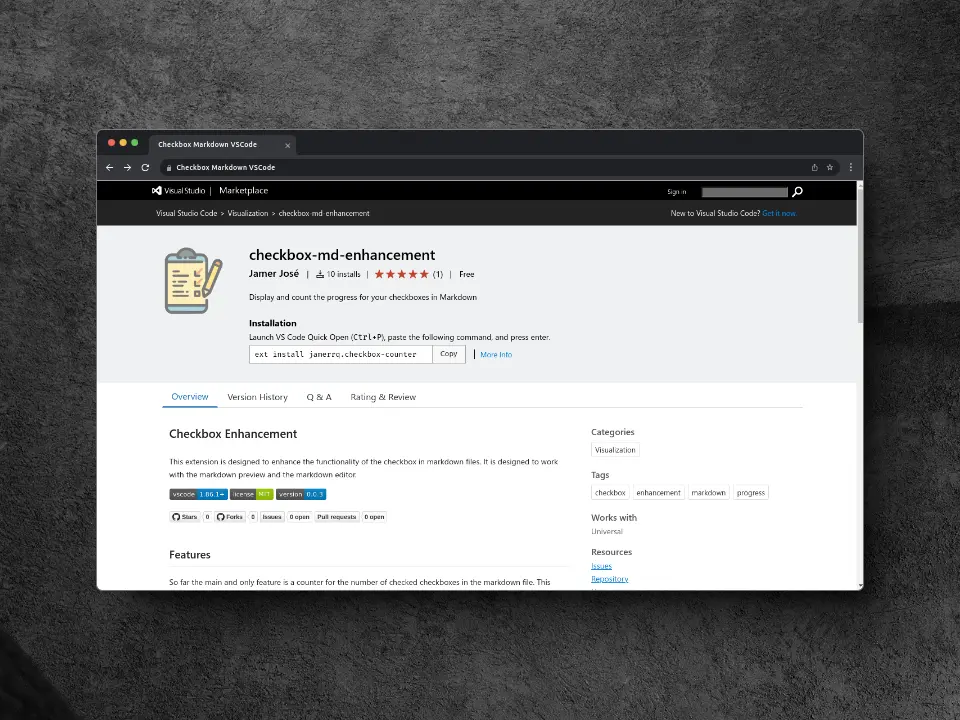 Checkbox Markdown VSCode
Checkbox Markdown VSCode
Visual Studio | Marketplace
Sign in
Visual Studio Code > Visualization > checkbox-md-enhancement
New to Visual Studio Code? Get it now.
checkbox-md-enhancement
Jamer José | 10 installs | (1) | Free
Display and count the progress for your checkboxes in Markdown
Installation
Launch VS Code Quick Open (Ctrl+P), paste the following command, and press enter.
ext install jamerrq.checkbox-counter
Copy
More Info
Overview
Version History
Q & A
Rating & Review
Checkbox Enhancement
This extension is designed to enhance the functionality of the checkbox in markdown files. It is designed to work
with the markdown preview and the markdown editor.
vscode 1.86.1+ license MIT version 0.0.3
Stars 0 Forks 0 Issues 0 open Pull requests 0 open
Features
So far the main and only feature is a counter for the number of checked checkboxes in the markdown file. This
Categories
Visualization
Tags
checkbox enhancement markdown progress
Works with
Universal
Resources
Issues
Repository